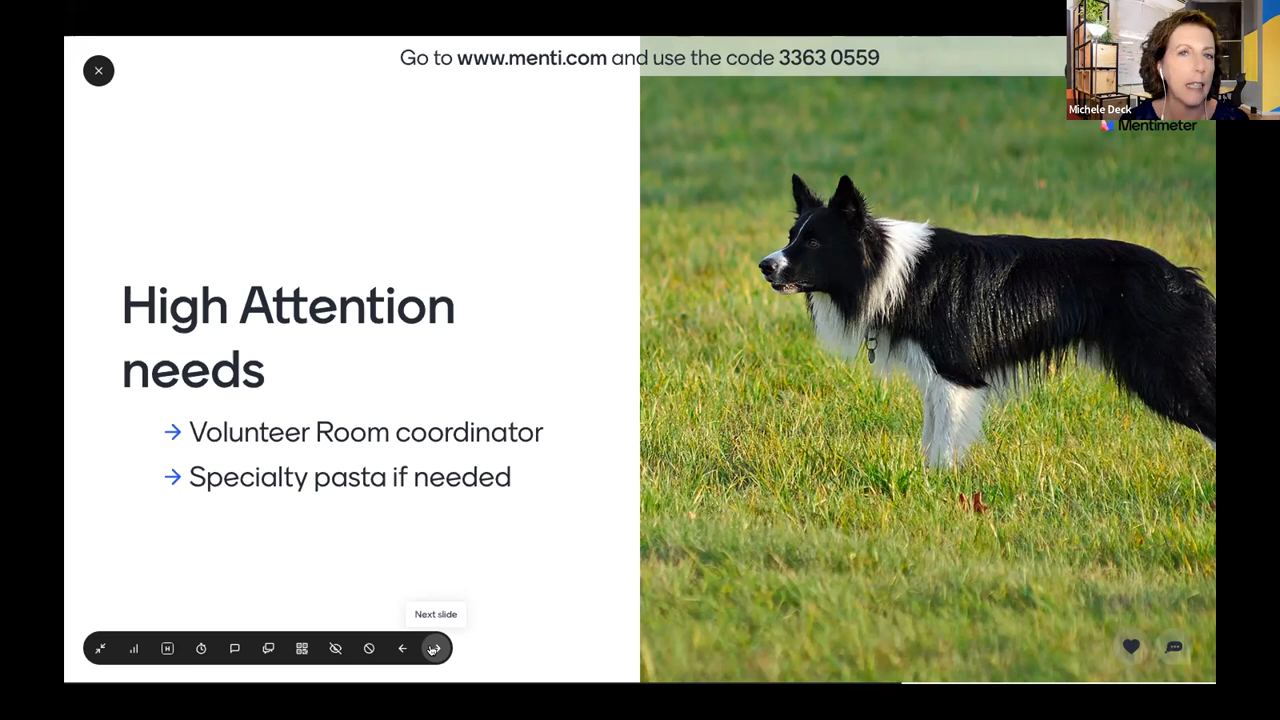 Go to www.menti.com and use the code 3363 0559
Michele Deck
Mentimeter
High Attention
needs
→ Volunteer Room coordinator
→ Specialty pasta if needed
Next slide
H